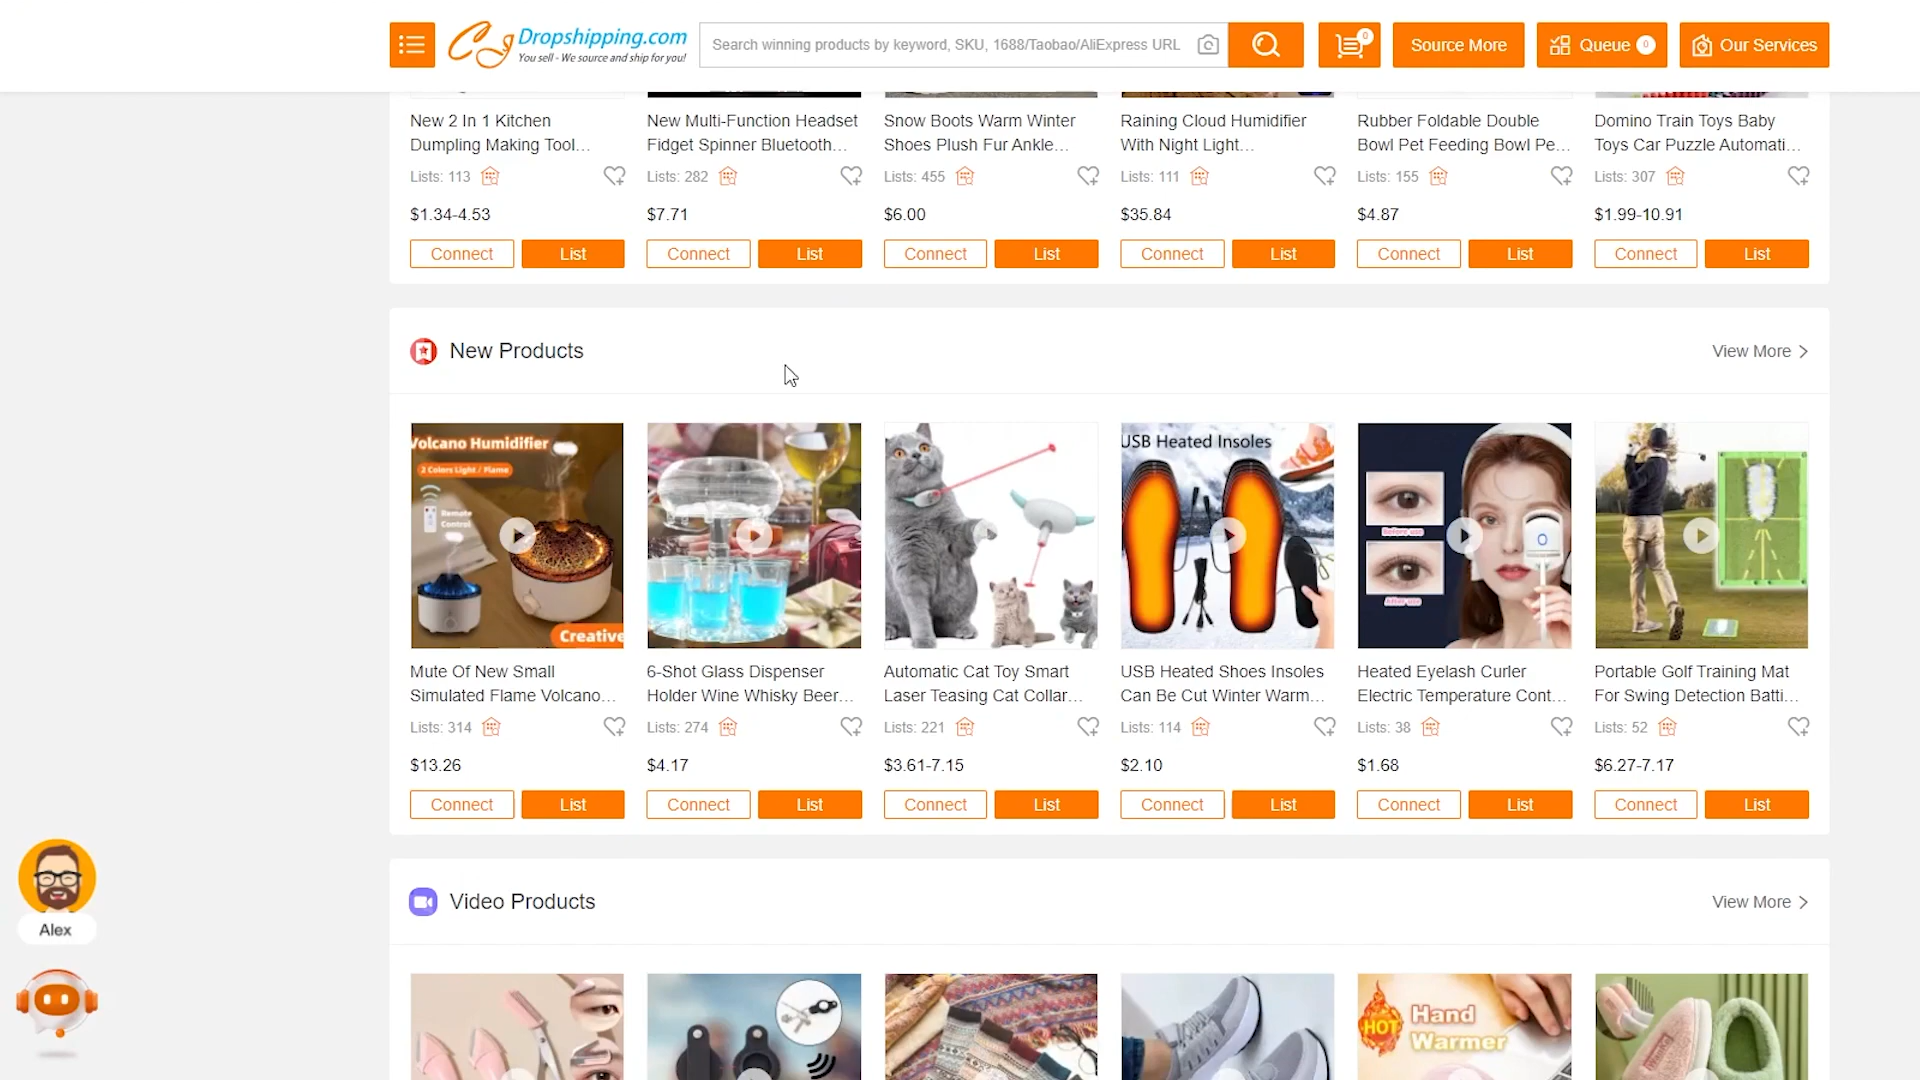 CJ Dropshipping.com
You sell - We source and ship for you!
Search winning products by keyword, SKU, 1688/Taobao/AliExpress URL
0
Source More
Queue 0
Our Services
New 2 In 1 Kitchen
Dumpling Making Tool...
Lists: 113
$1.34-4.53
Connect
List
New Multi-Function Headset
Fidget Spinner Bluetooth...
Lists: 282
$7.71
Connect
List
Snow Boots Warm Winter
Shoes Plush Fur Ankle...
Lists: 455
$6.00
Connect
List
Raining Cloud Humidifier
With Night Light...
Lists: 111
$35.84
Connect
List
Rubber Foldable Double
Bowl Pet Feeding Bowl Pe...
Lists: 155
$4.87
Connect
List
Domino Train Toys Baby
Toys Car Puzzle Automati...
Lists: 307
$1.99-10.91
Connect
List
New Products
View More
Volcano Humidifier
2 Colors Light / Flame
Remote
Control
Creative
Mute Of New Small
Simulated Flame Volcano...
Lists: 314
$13.26
Connect
List
6-Shot Glass Dispenser
Holder Wine Whisky Beer...
Lists: 274
$4.17
Connect
List
Automatic Cat Toy Smart
Laser Teasing Cat Collar...
Lists: 221
$3.61-7.15
Connect
List
USB Heated Insoles
USB Heated Shoes Insoles
Can Be Cut Winter Warm...
Lists: 114
$2.10
Connect
List
Before use
After use
Heated Eyelash Curler
Electric Temperature Cont...
Lists: 38
$1.68
Connect
List
Portable Golf Training Mat
For Swing Detection Batti...
Lists: 52
$6.27-7.17
Connect
List
Video Products
View More
HOT
Hand
Warmer
Alex